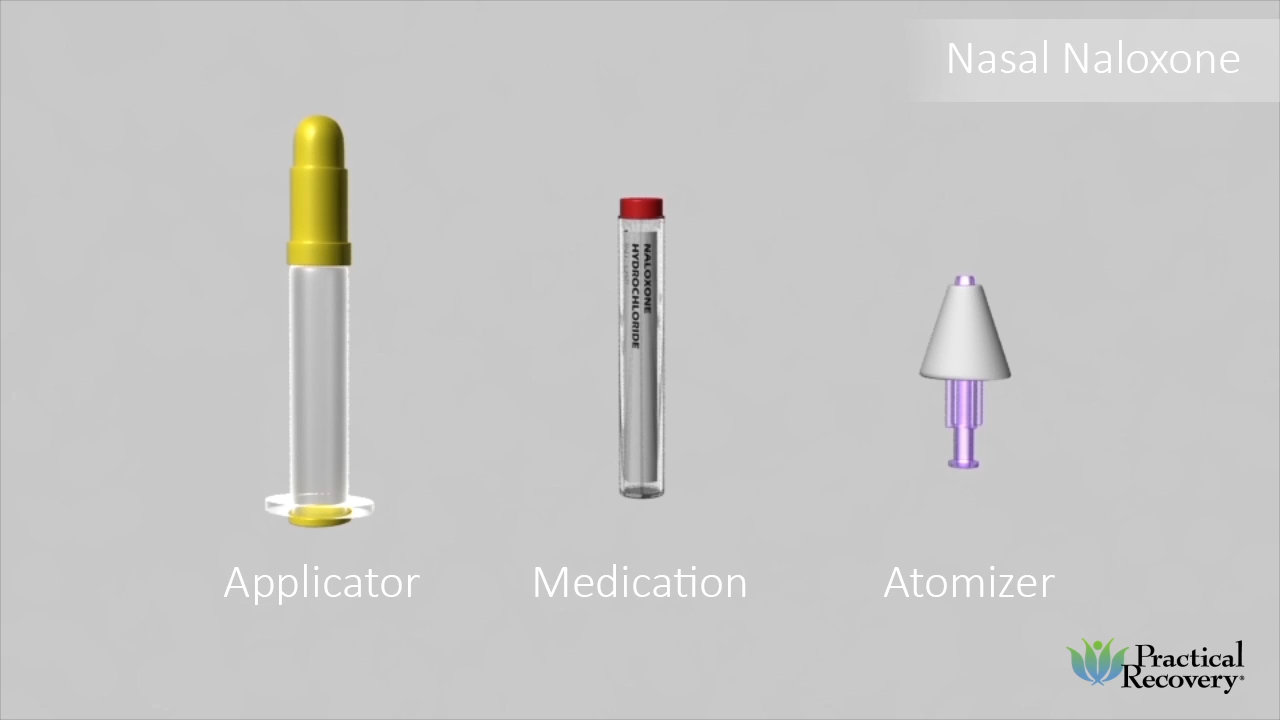 Nasal Naloxone
NALOXONE
HYDROCHLORIDE
Applicator
Medication
Atomizer
Practical
Recovery®